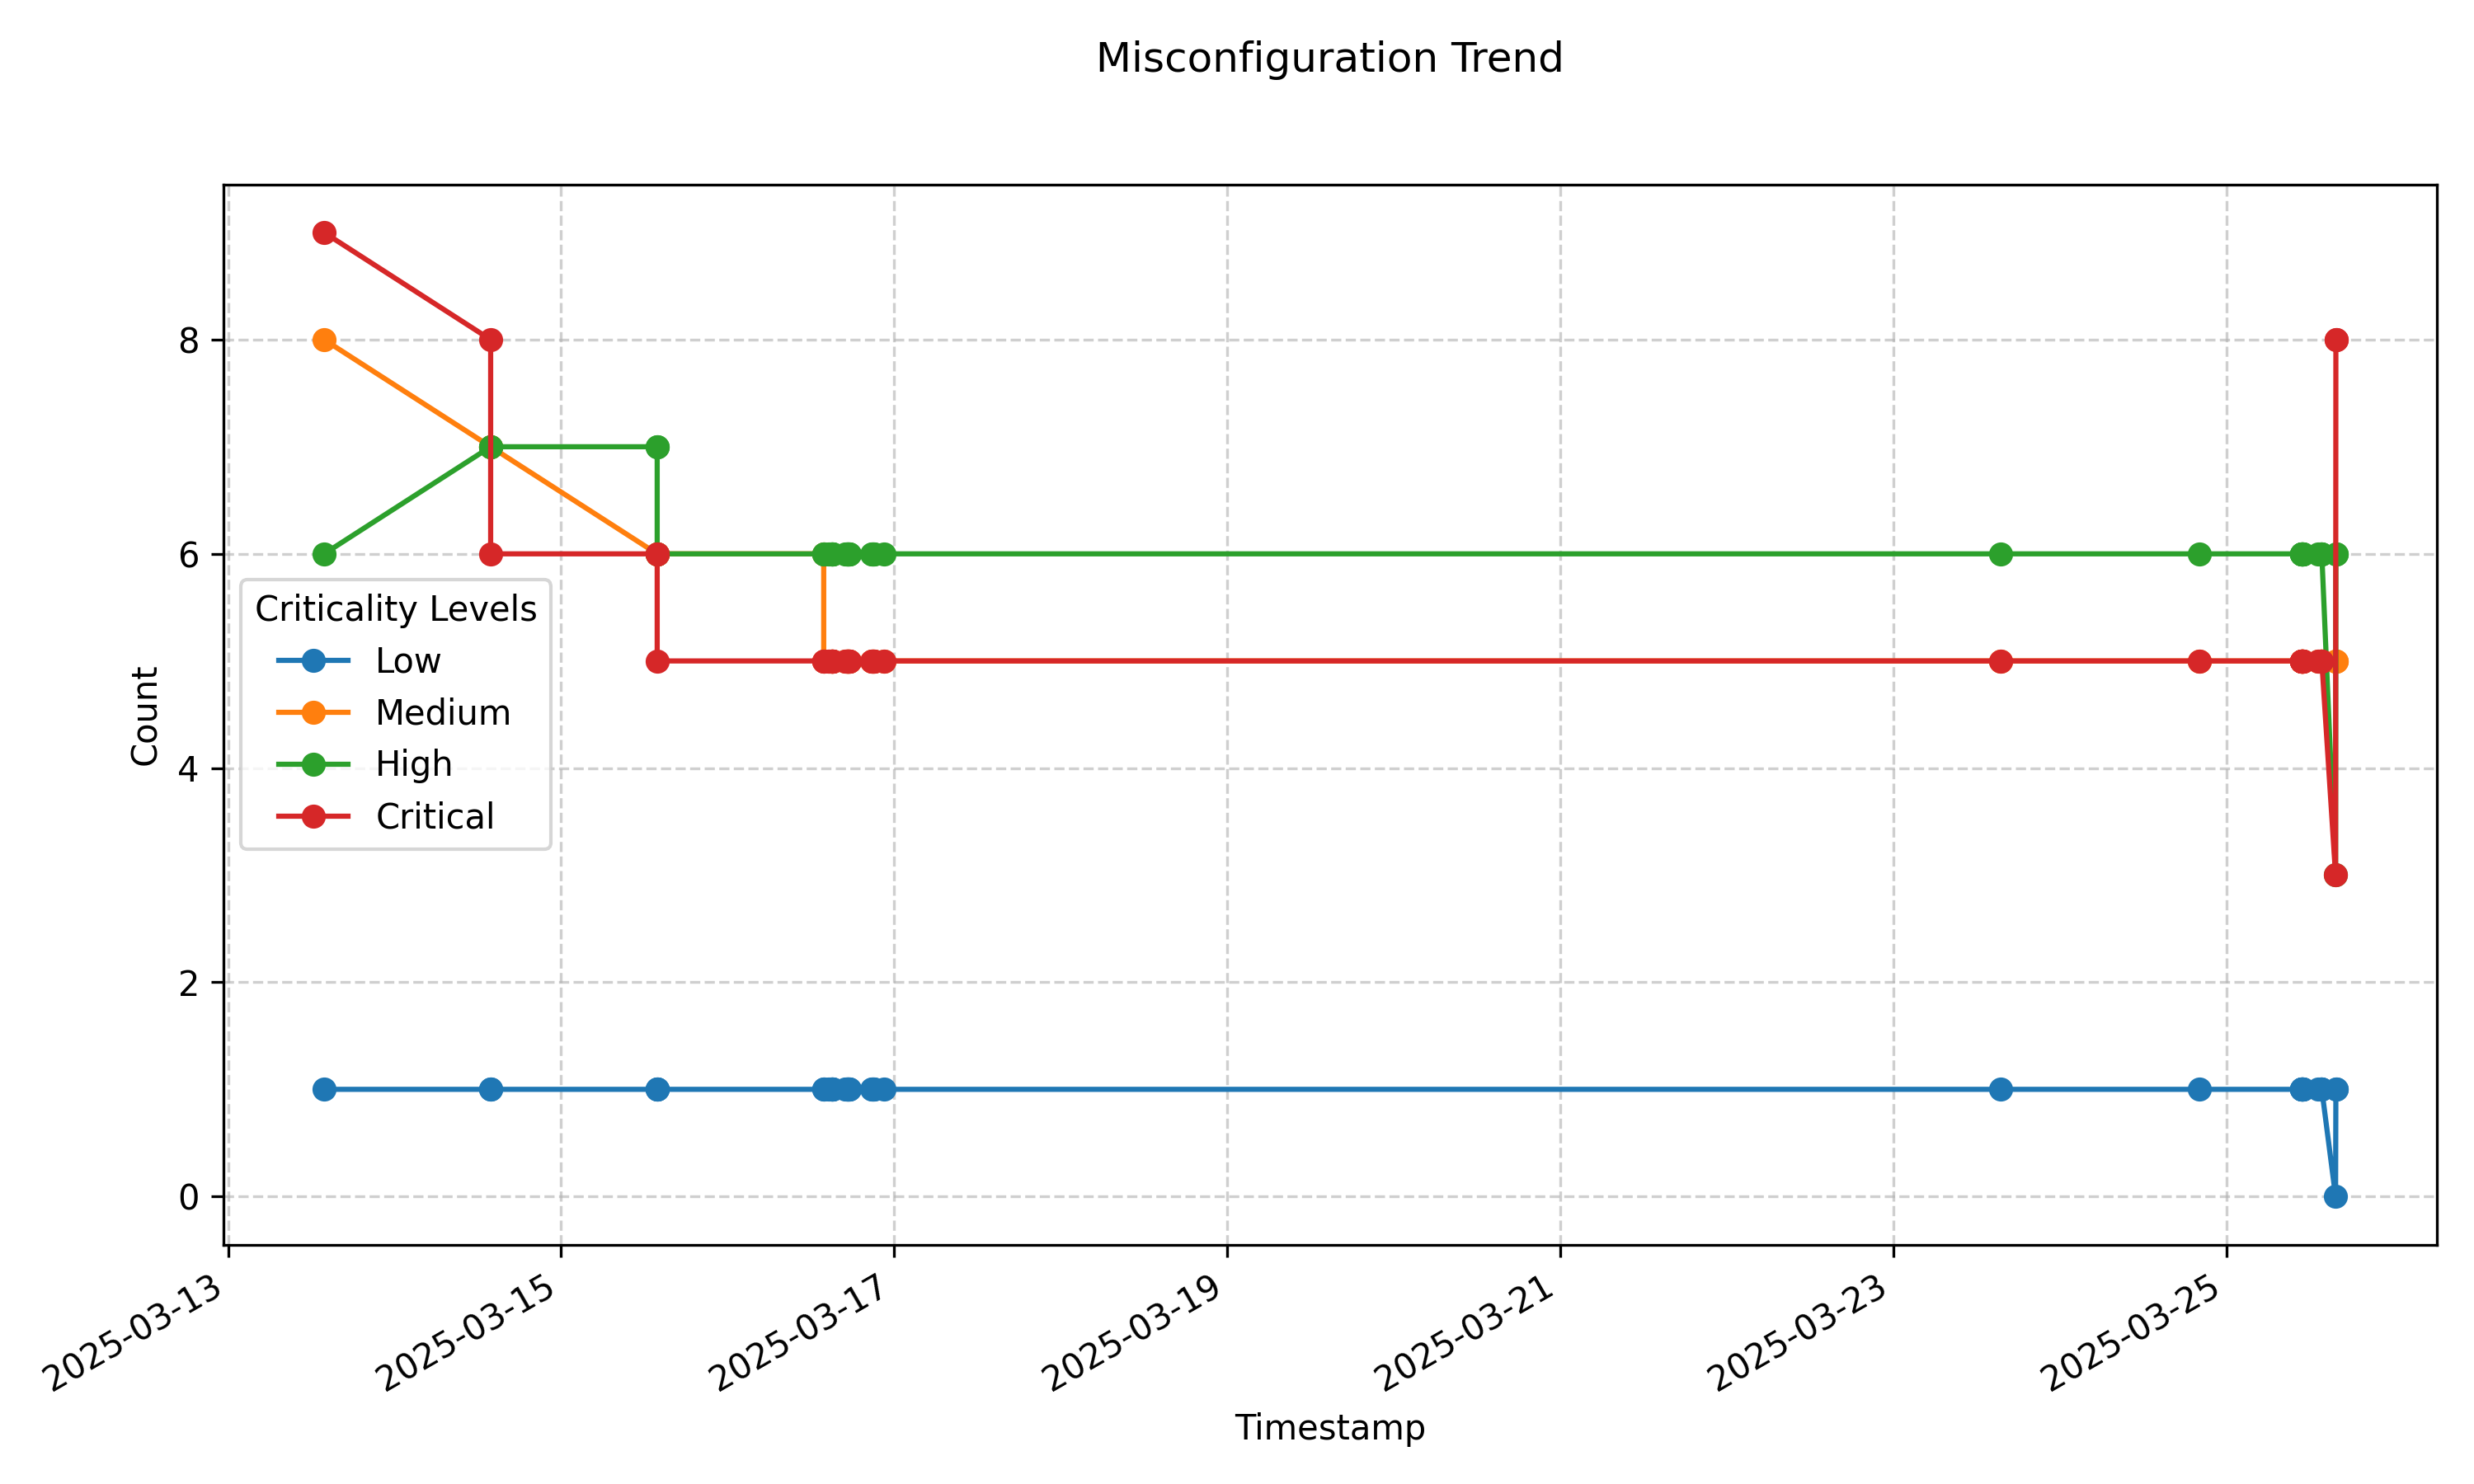 Misconfiguration Trend
Count
8
6
4
2
0
Criticality Levels
Low
Medium
High
Critical
2025-03-13
2025-03-15
2025-03-17
2025-03-19
2025-03-21
2025-03-23
2025-03-25
Timestamp